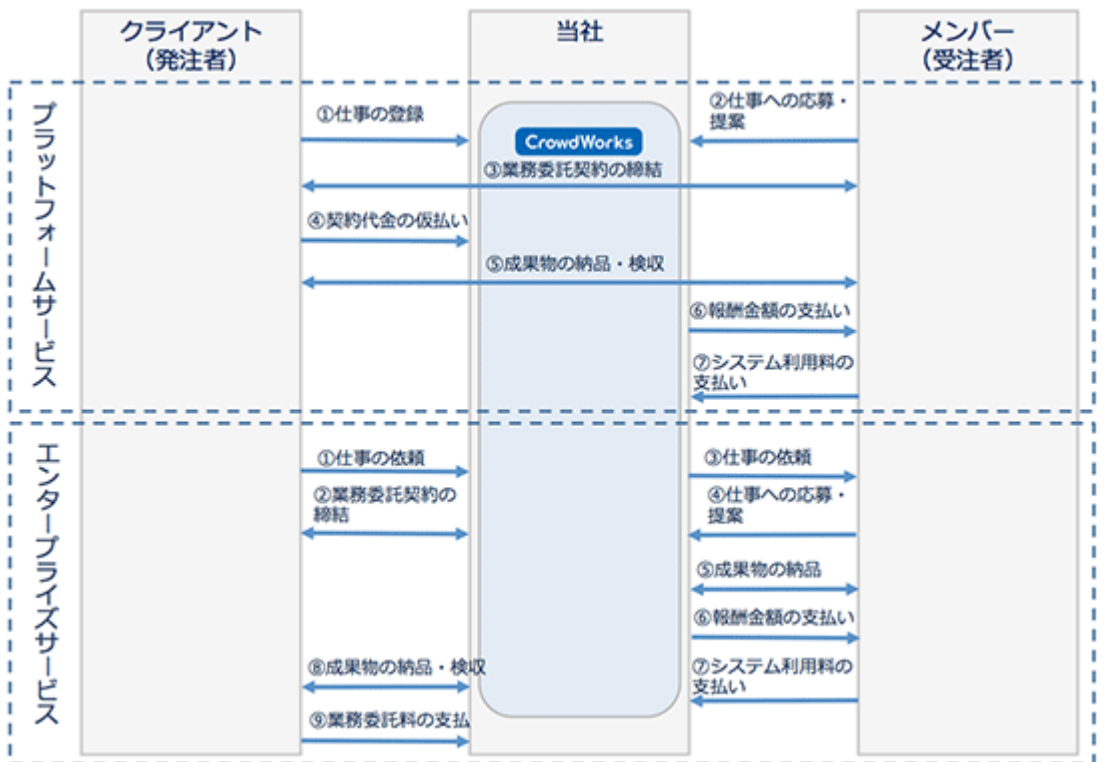 クライアント
（発注者）
当社
メンバー
（受注者）
プラットフォームサービス
①仕事の登録
②仕事への応募・
提案
CrowdWorks
③業務委託契約の締結
④契約代金の仮払い
⑤成果物の納品・検収
⑥報酬金額の支払い
⑦システム利用料の
支払い
エンタープライズサービス
①仕事の依頼
②業務委託契約の
締結
③仕事の依頼
④仕事への応募・
提案
⑤成果物の納品
⑥報酬金額の支払い
⑦システム利用料の
支払い
⑧成果物の納品・検収
⑨業務委託料の支払